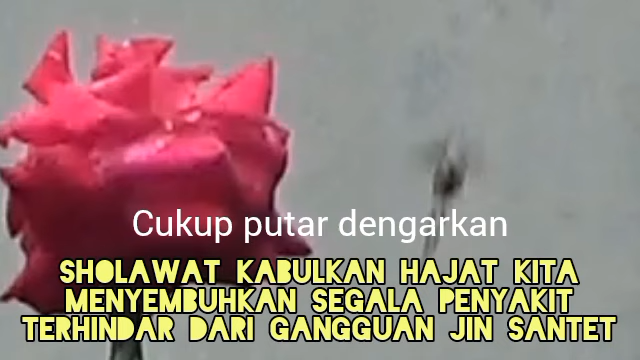 Cukup putar dengarkan
SHOLAWAT KABULKAN HAJAT KITA
MENYEMBUHKAN SEGALA PENYAKIT
TERHINDAR DARI GANGGUAN JIN SANTET